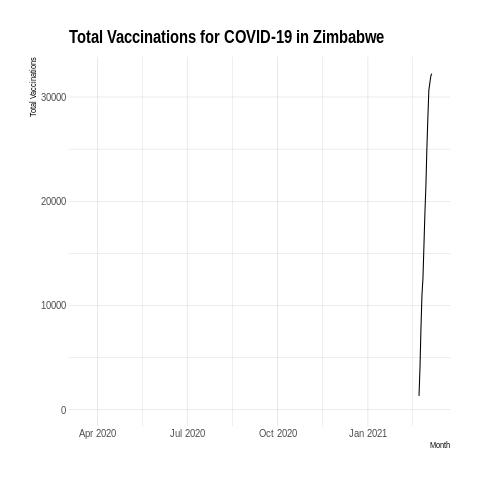 Total Vaccinations for COVID-19 in Zimbabwe
Total Vaccinations
30000
20000
10000
0
Apr 2020
Jul 2020
Oct 2020
Jan 2021
Month